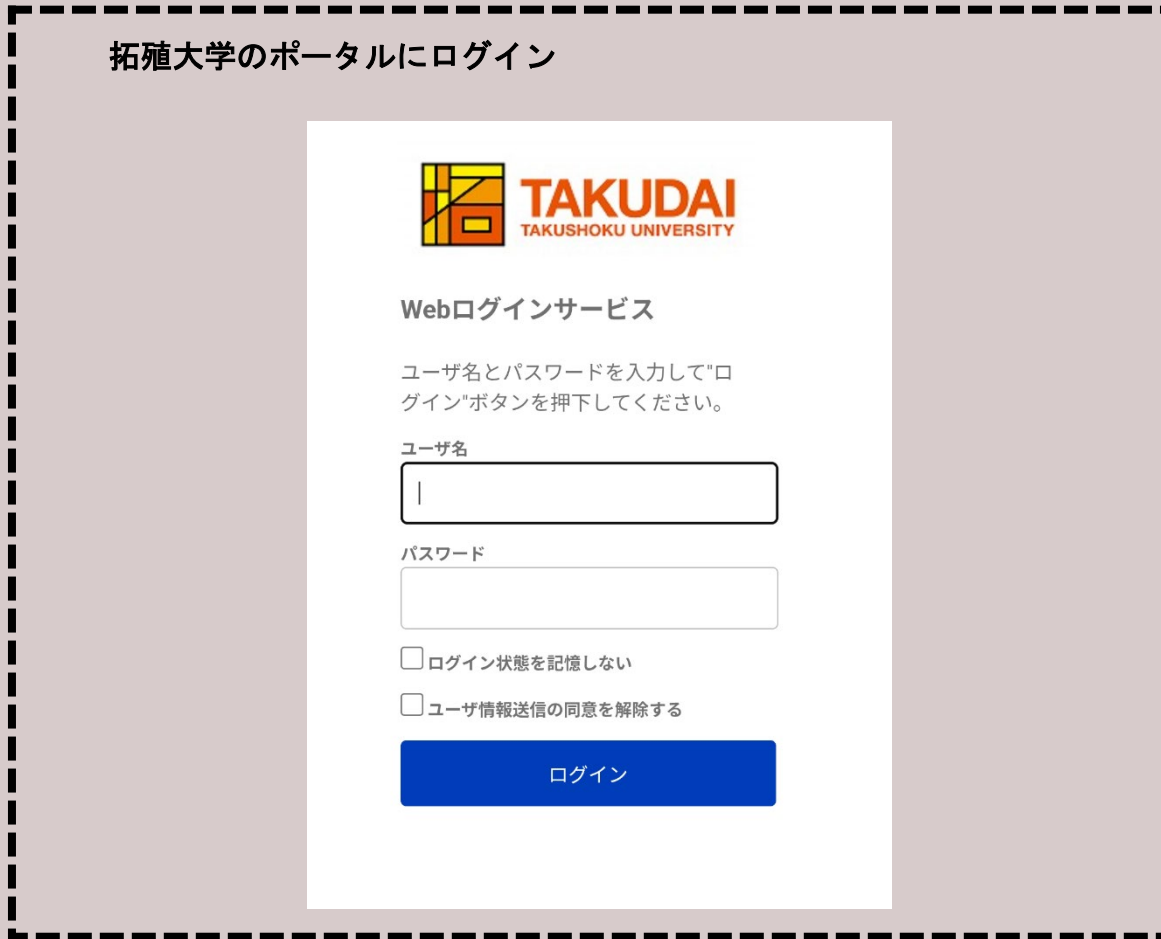 拓殖大学のポータルにログイン
TAKUDAI
TAKUSHOKU UNIVERSITY
Webログインサービス
ユーザ名とパスワードを入力して"ロ
グイン"ボタンを押下してください。
ユーザ名
パスワード
ログイン状態を記憶しない
ユーザ情報送信の同意を解除する
ログイン